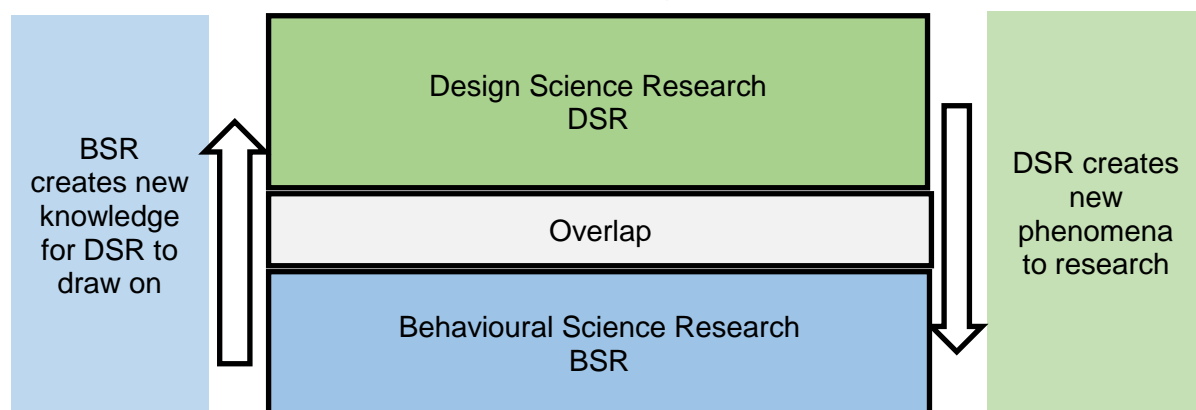 Design Science Research
DSR
BSR
creates new
knowledge
for DSR to
draw on
Overlap
DSR creates
new
phenomena
to research
Behavioural Science Research
BSR